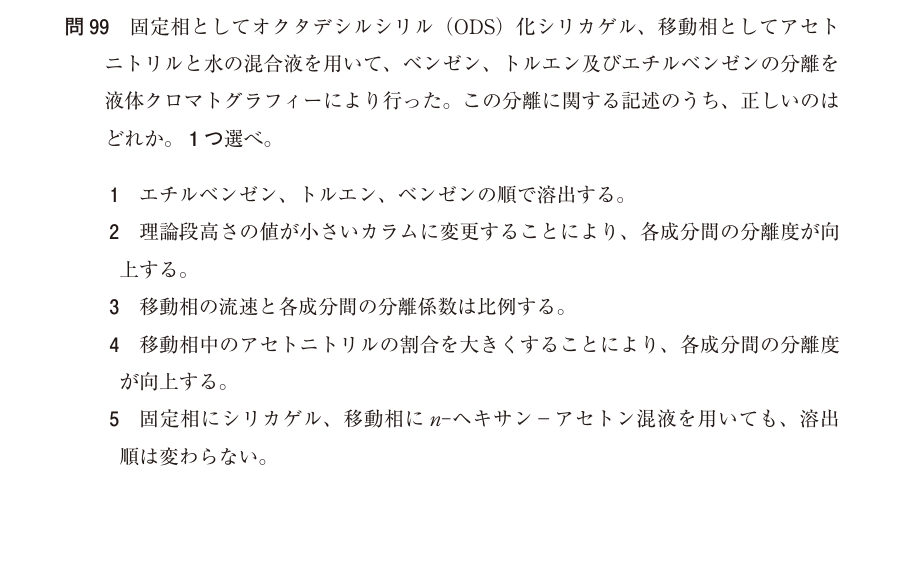 問 99　固定相としてオクタデシルシリル（ODS）化シリカゲル、移動相としてアセト
ニトリルと水の混合液を用いて、ベンゼン、トルエン及びエチルベンゼンの分離を
液体クロマトグラフィーにより行った。この分離に関する記述のうち、正しいのは
どれか。1つ選べ。
1　エチルベンゼン、トルエン、ベンゼンの順で溶出する。
2　理論段高さの値が小さいカラムに変更することにより、各成分間の分離度が向
上する。
3　移動相の流速と各成分間の分離係数は比例する。
4　移動相中のアセトニトリルの割合を大きくすることにより、各成分間の分離度
が向上する。
5　固定相にシリカゲル、移動相に n-ヘキサン－アセトン混液を用いても、溶出
順は変わらない。